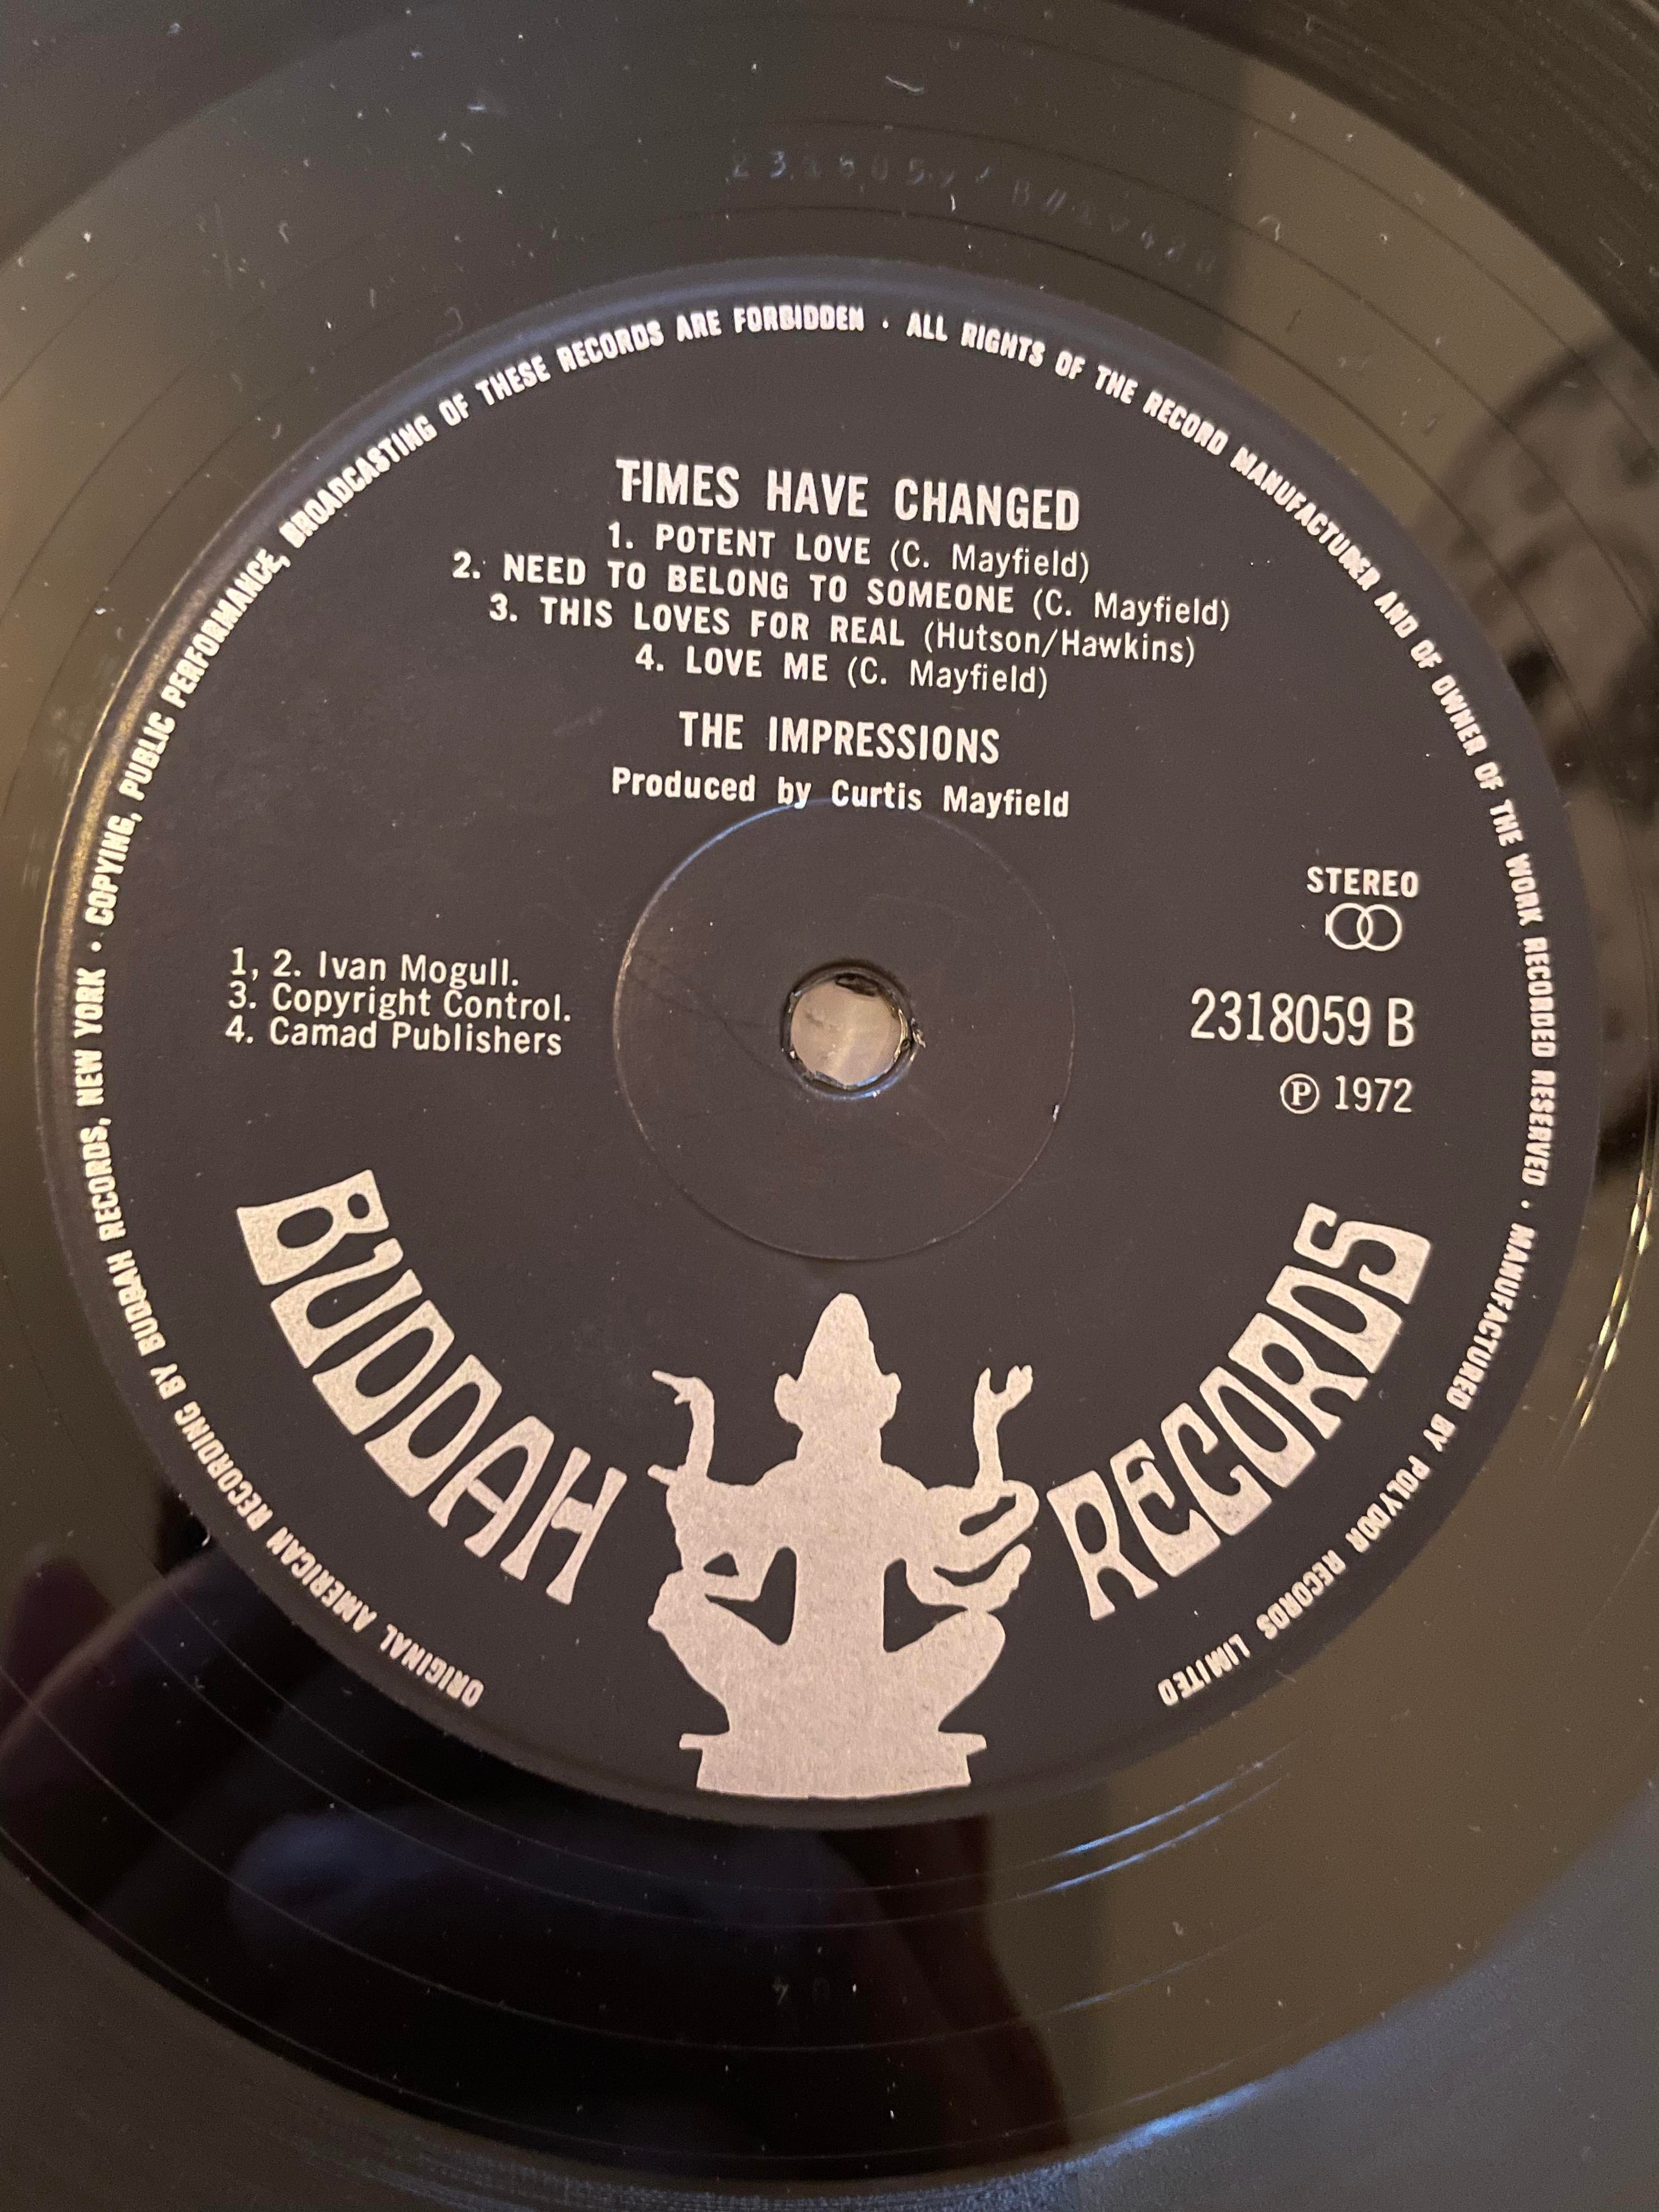 TIMES HAVE CHANGED
1. POTENT LOVE (C. Mayfield)
2. NEED TO BELONG TO SOMEONE (C. Mayfield)
3. THIS LOVES FOR REAL (Hutson/Hawkins)
4. LOVE ME (C. Mayfield)
THE IMPRESSIONS
Produced by Curtis Mayfield
STEREO
1, 2. Ivan Mogull.
3. Copyright Control.
4. Camad Publishers
2318059 B
℗ 1972
BUDDAH RECORDS
ORIGINAL AMERICAN RECORDING BY BUDDAH RECORDS, NEW YORK · COPYING, PUBLIC PERFORMANCE, BROADCASTING OF THESE RECORDS ARE FORBIDDEN · ALL RIGHTS OF THE RECORD MANUFACTURER AND OF OWNER OF THE WORK RECORDED RESERVED · MANUFACTURED BY POLYDOR RECORDS LIMITED